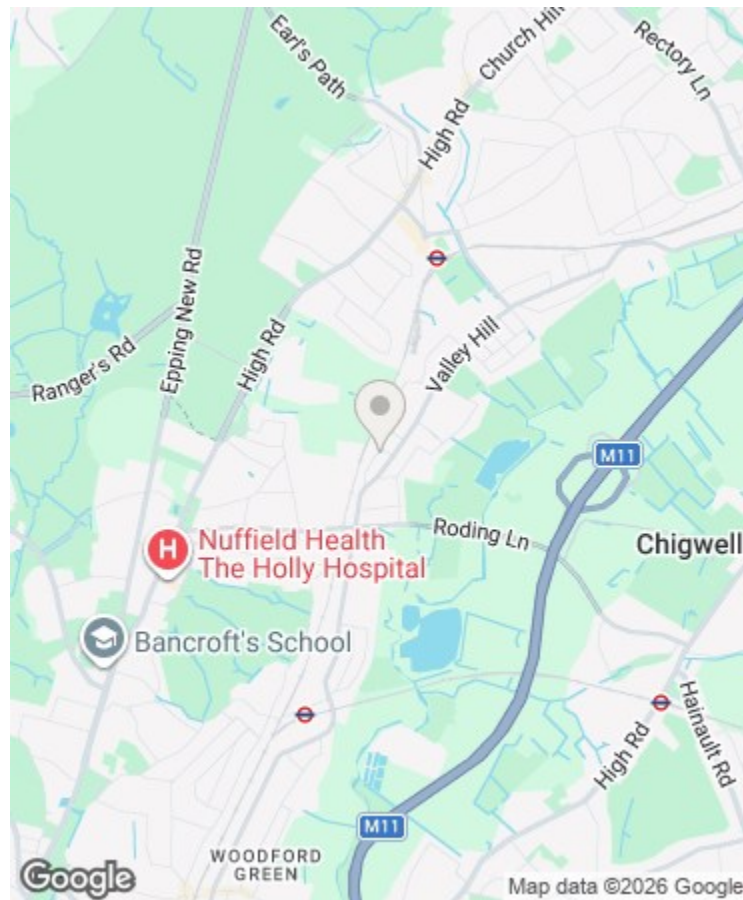 Earl's Path
Church Hill
Rectory Ln
High Rd
Epping New Rd
High Rd
Ranger's Rd
Valley Hill
M11
Roding Ln
Chigwell
H
Nuffield Health
The Holly Hospital
Bancroft's School
Hainault Rd
High Rd
M11
WOODFORD
GREEN
Google
Map data ©2026 Google